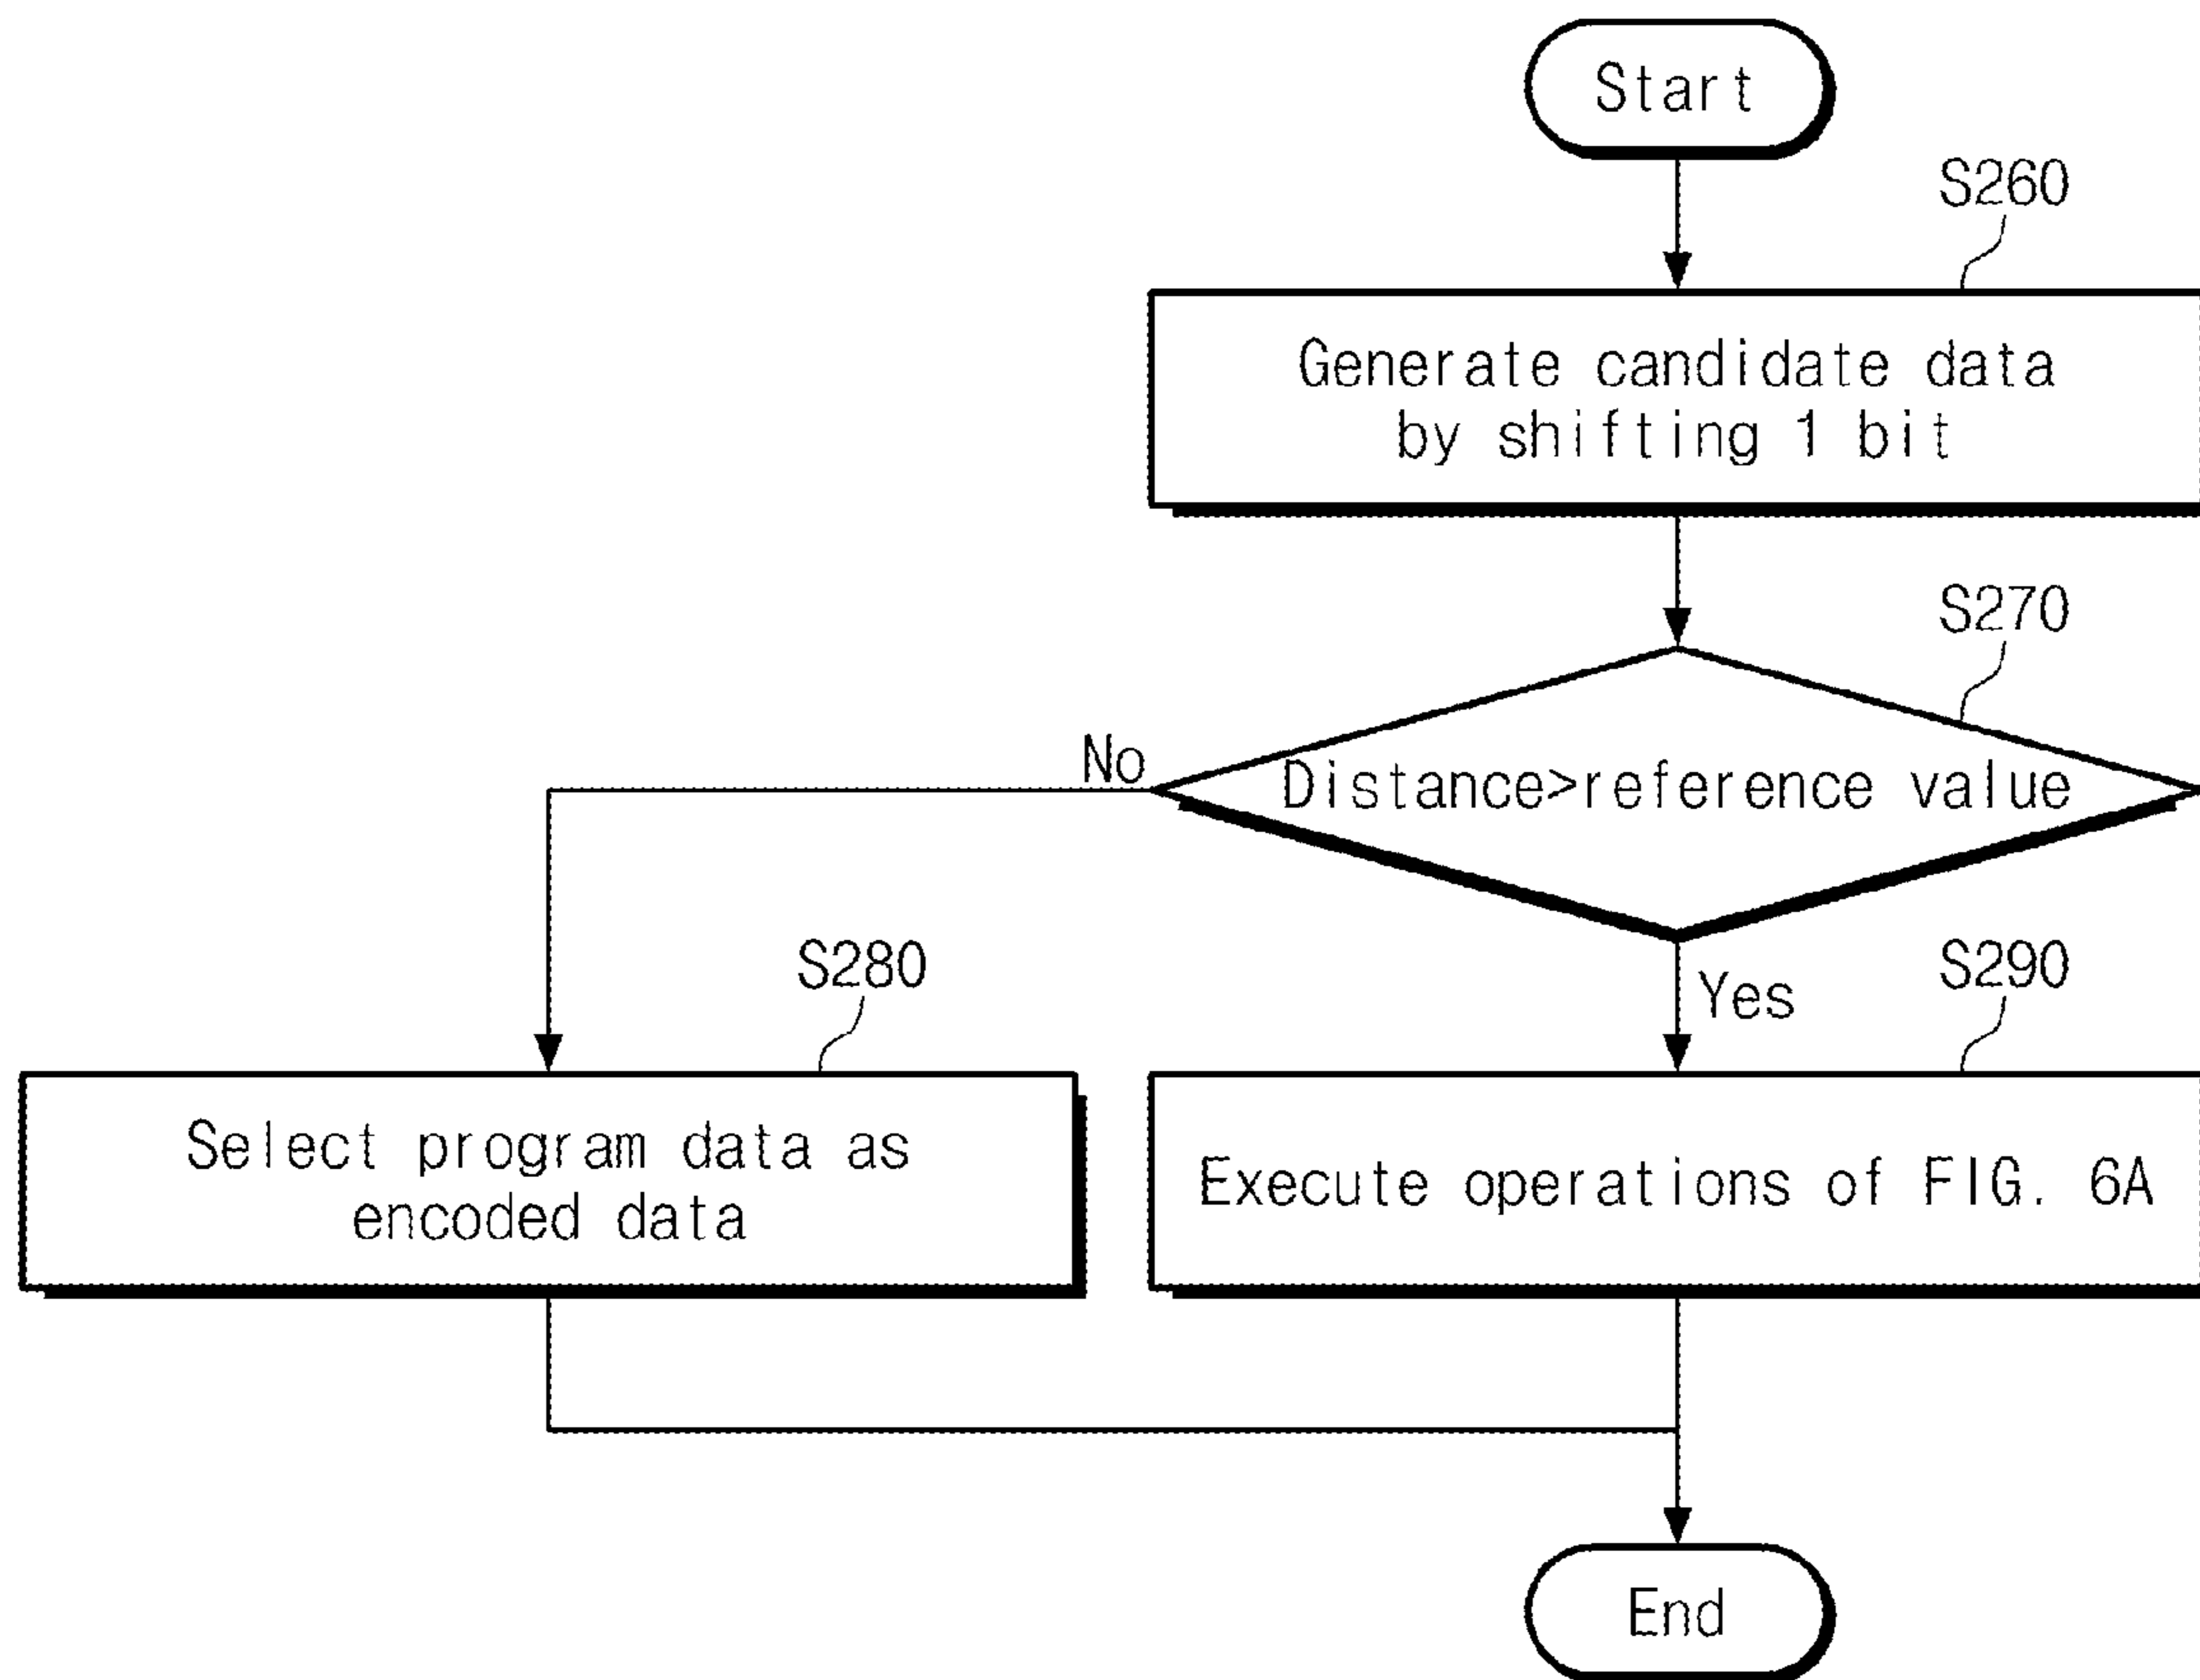 Start
S260
Generate candidate data
by shifting 1 bit
S270
No
Distance>reference value
S280
Yes
S290
Select program data as
encoded data
Execute operations of FIG. 6A
End